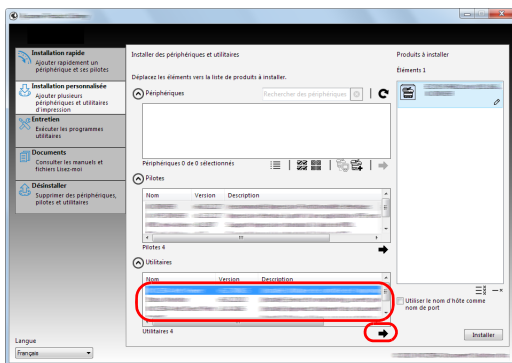 Installation rapide
Ajouter rapidement un
périphérique et ses pilotes
Installation personnalisée
Ajouter plusieurs
périphériques et utilitaires
d'impression
Entretien
Exécuter les programmes
utilitaires
Documents
Consulter les manuels et
fichiers Lisez-moi
Désinstaller
Supprimer des périphériques,
pilotes et utilitaires
Langue
Français
Installer des périphériques et utilitaires
Déplacez les éléments vers la liste de produits à installer.
Périphériques
Rechercher des périphériques
Périphériques 0 de 0 sélectionnés
Pilotes
Nom Version Description
Pilotes 4
Utilitaires
Nom Version Description
Utilitaires 4
Produits à installer
Éléments 1
Utiliser le nom d'hôte comme
nom de port
Installer